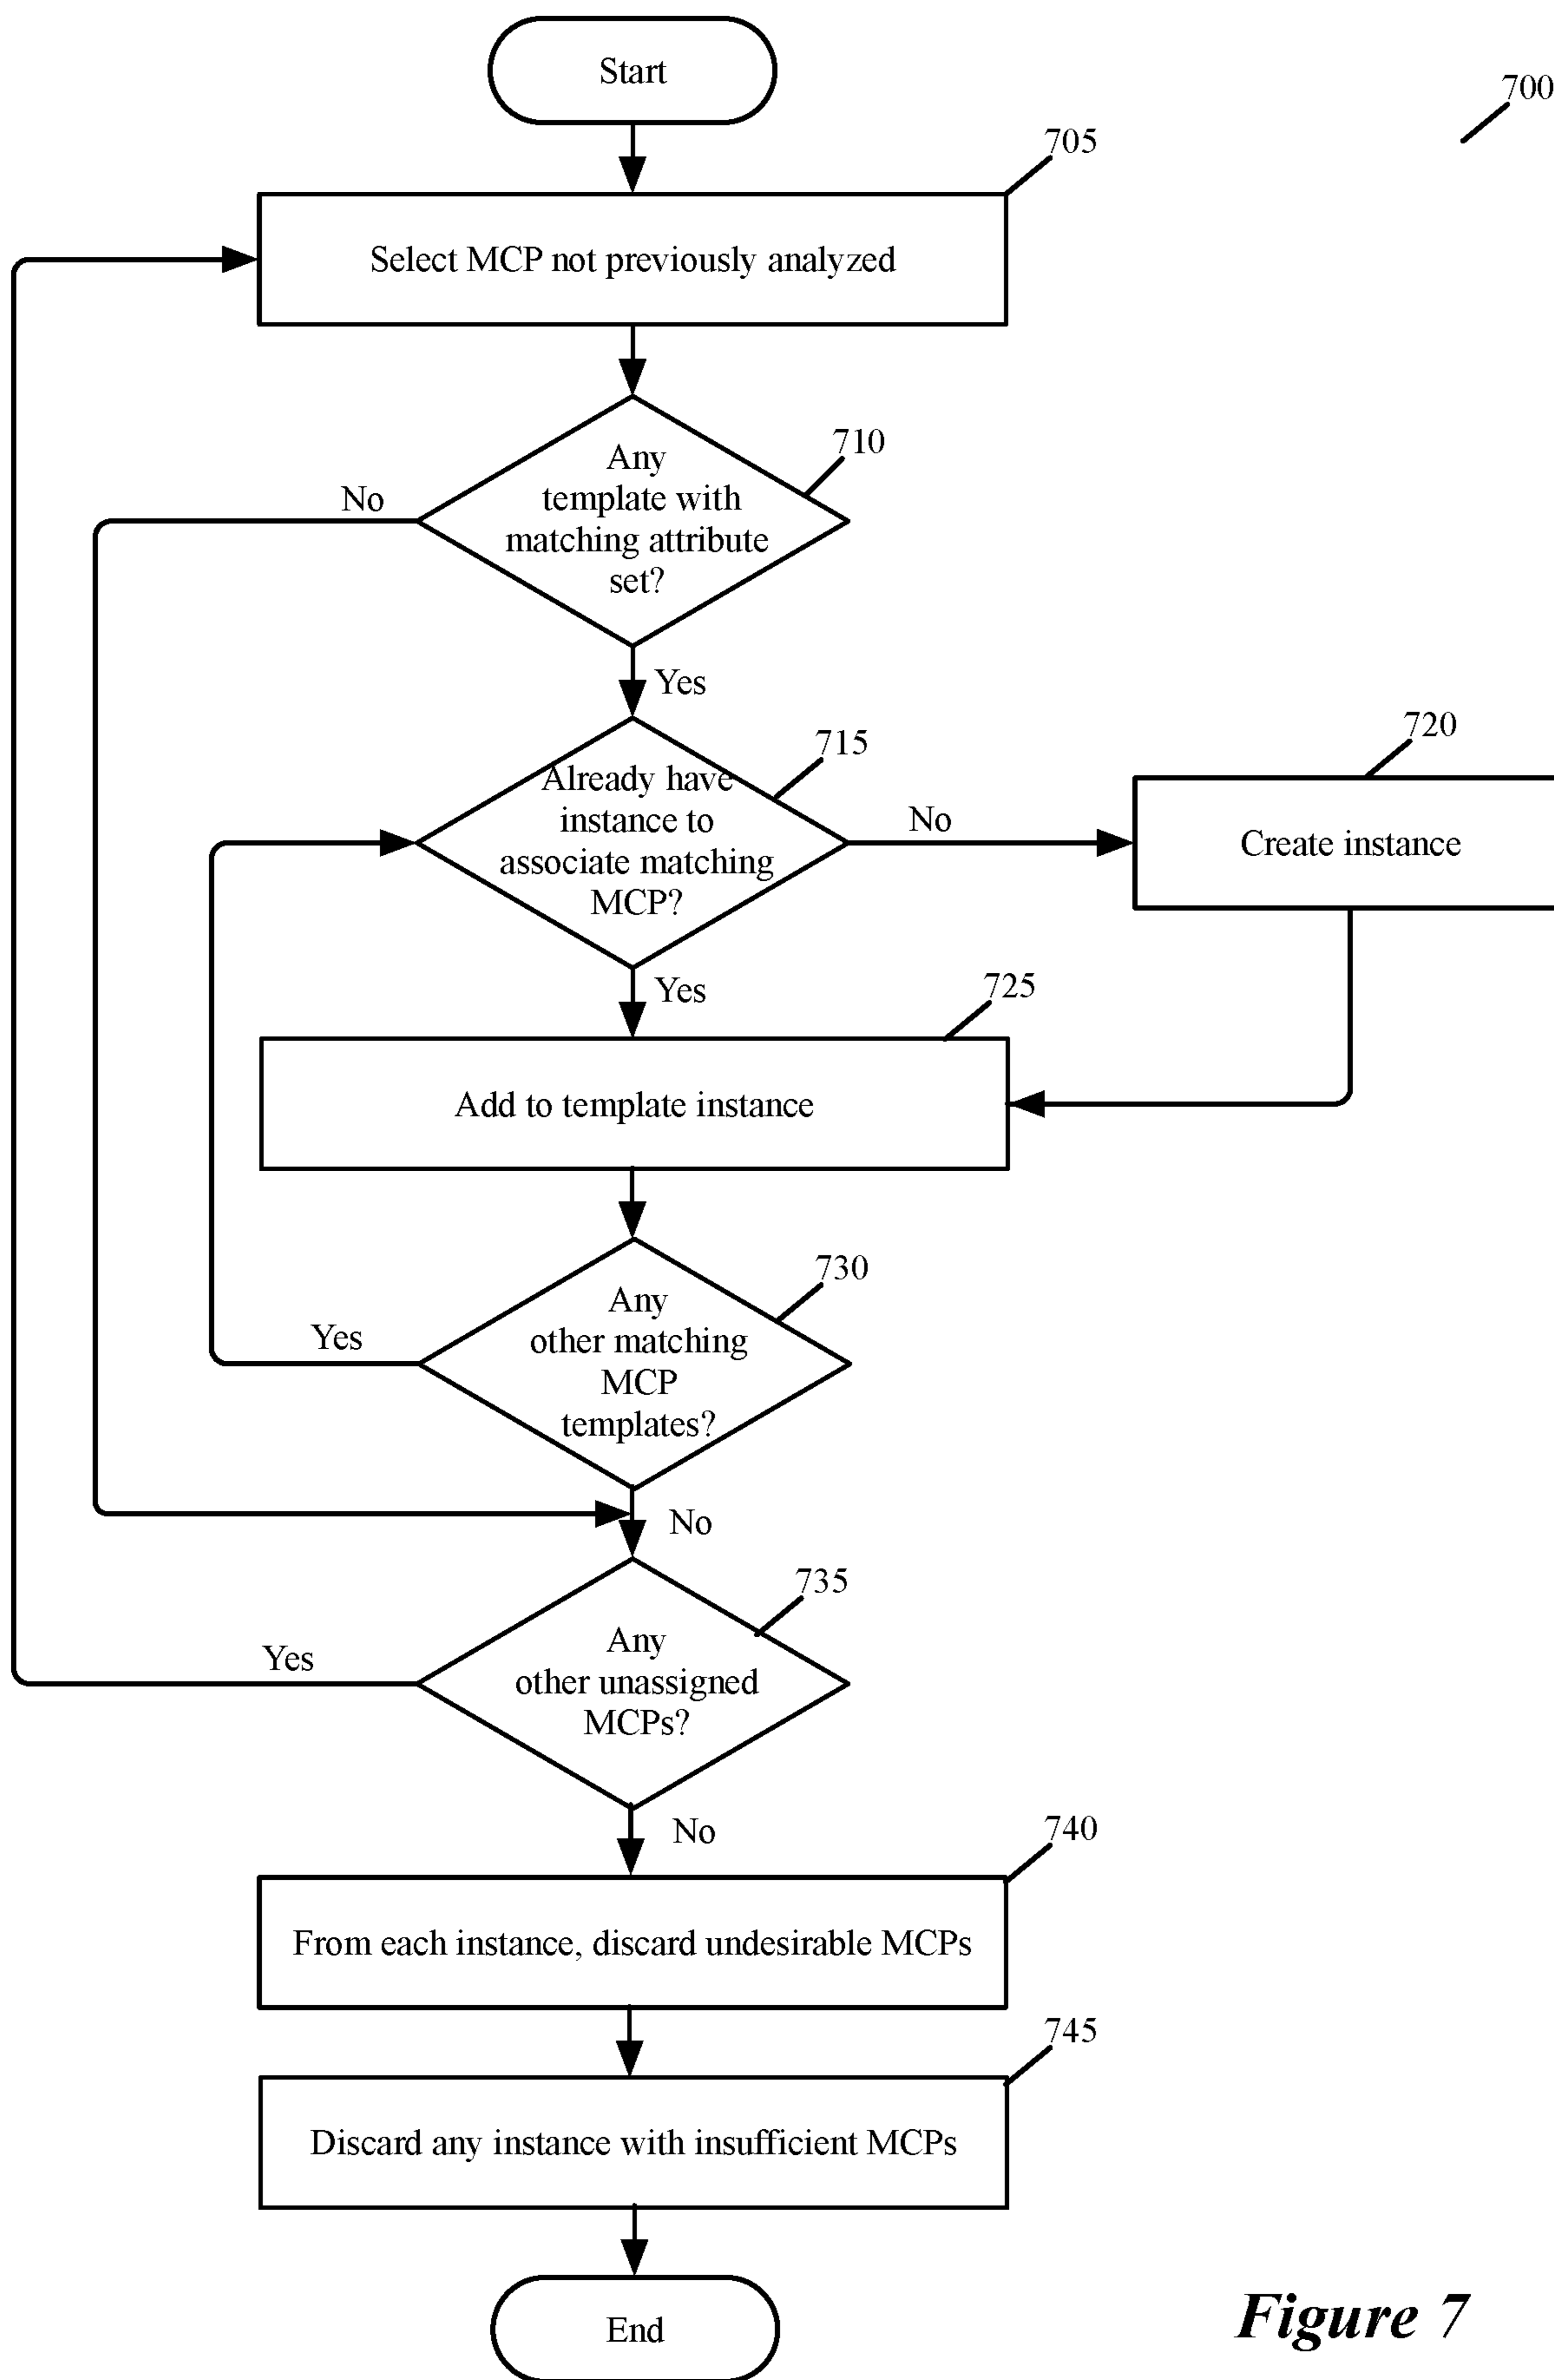 Start
700
705
Select MCP not previously analyzed
710
Any
template with
matching attribute
set?
No
Yes
715
Already have
instance to
associate matching
MCP?
No
720
Create instance
Yes
725
Add to template instance
730
Any
other matching
MCP
templates?
Yes
No
735
Any
other unassigned
MCPs?
Yes
No
740
From each instance, discard undesirable MCPs
745
Discard any instance with insufficient MCPs
End
Figure 7